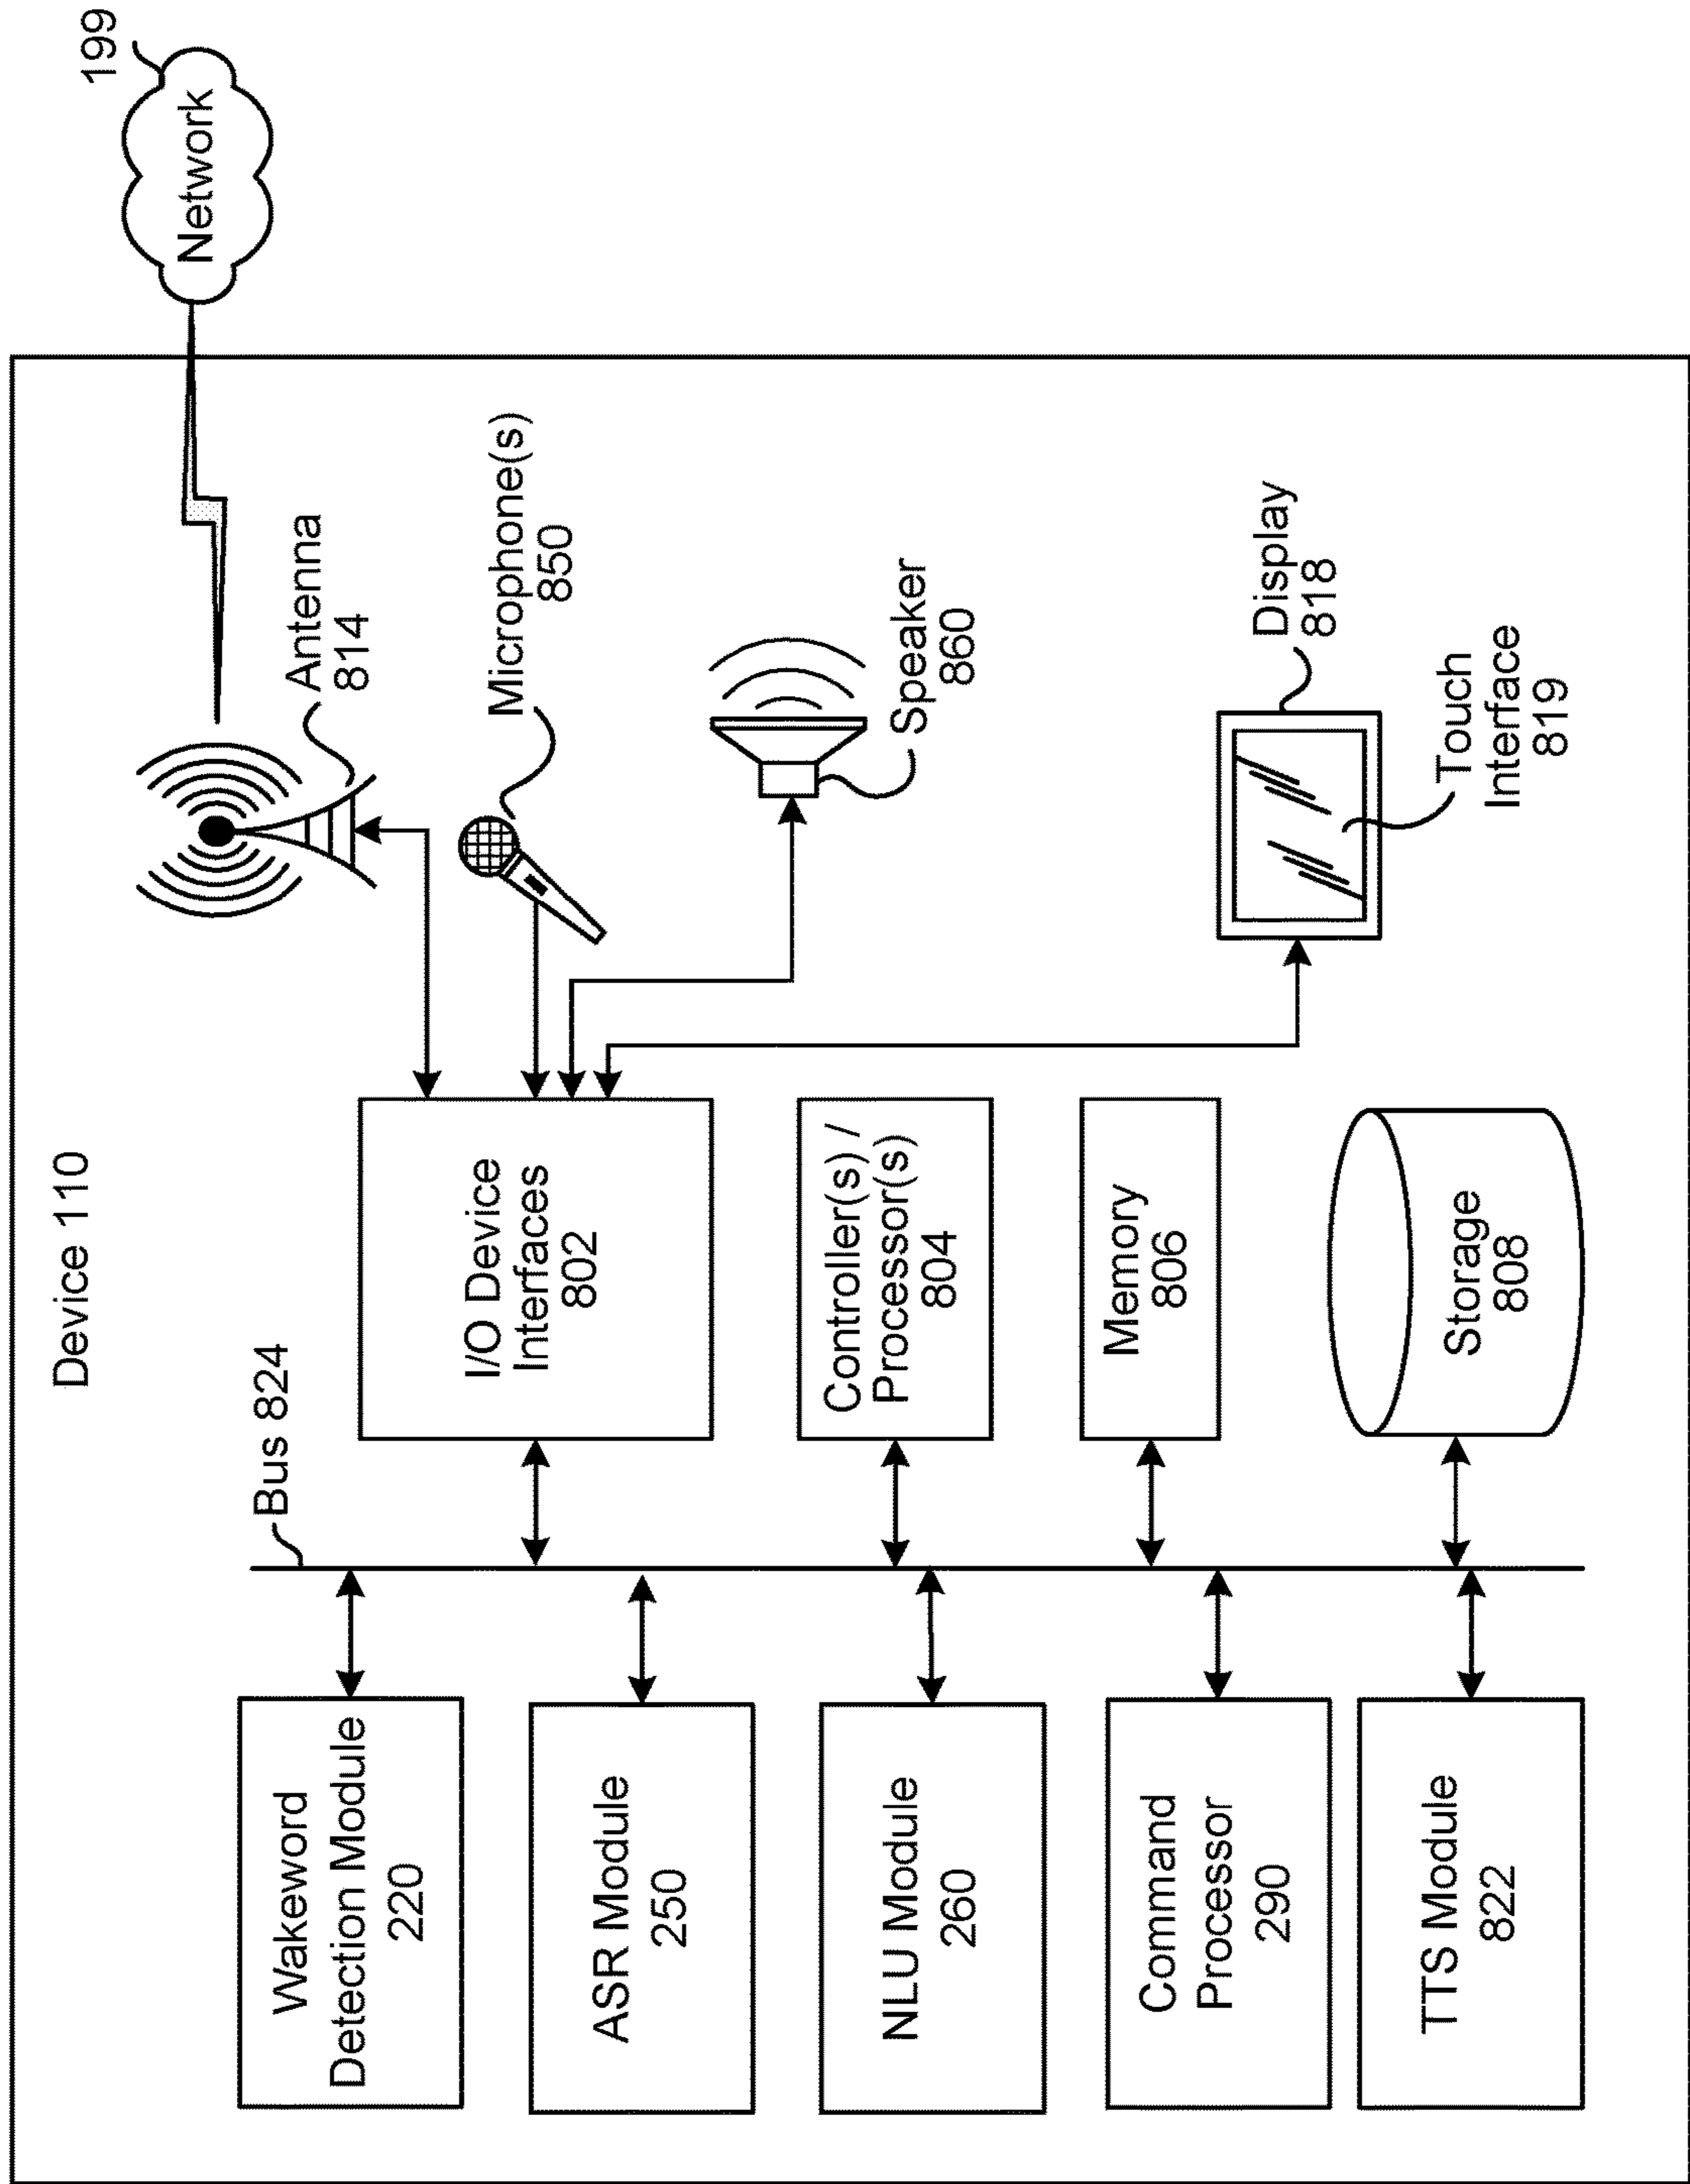 Device 110
Bus 824
Wakeword
Detection Module
220
ASR Module
250
NLU Module
260
Command
Processor
290
TTS Module
822
I/O Device
Interfaces
802
Controller(s) /
Processor(s)
804
Memory
806
Storage
808
Antenna
814
Microphone(s)
850
Speaker
860
Display
818
Touch
Interface
819
Network
199